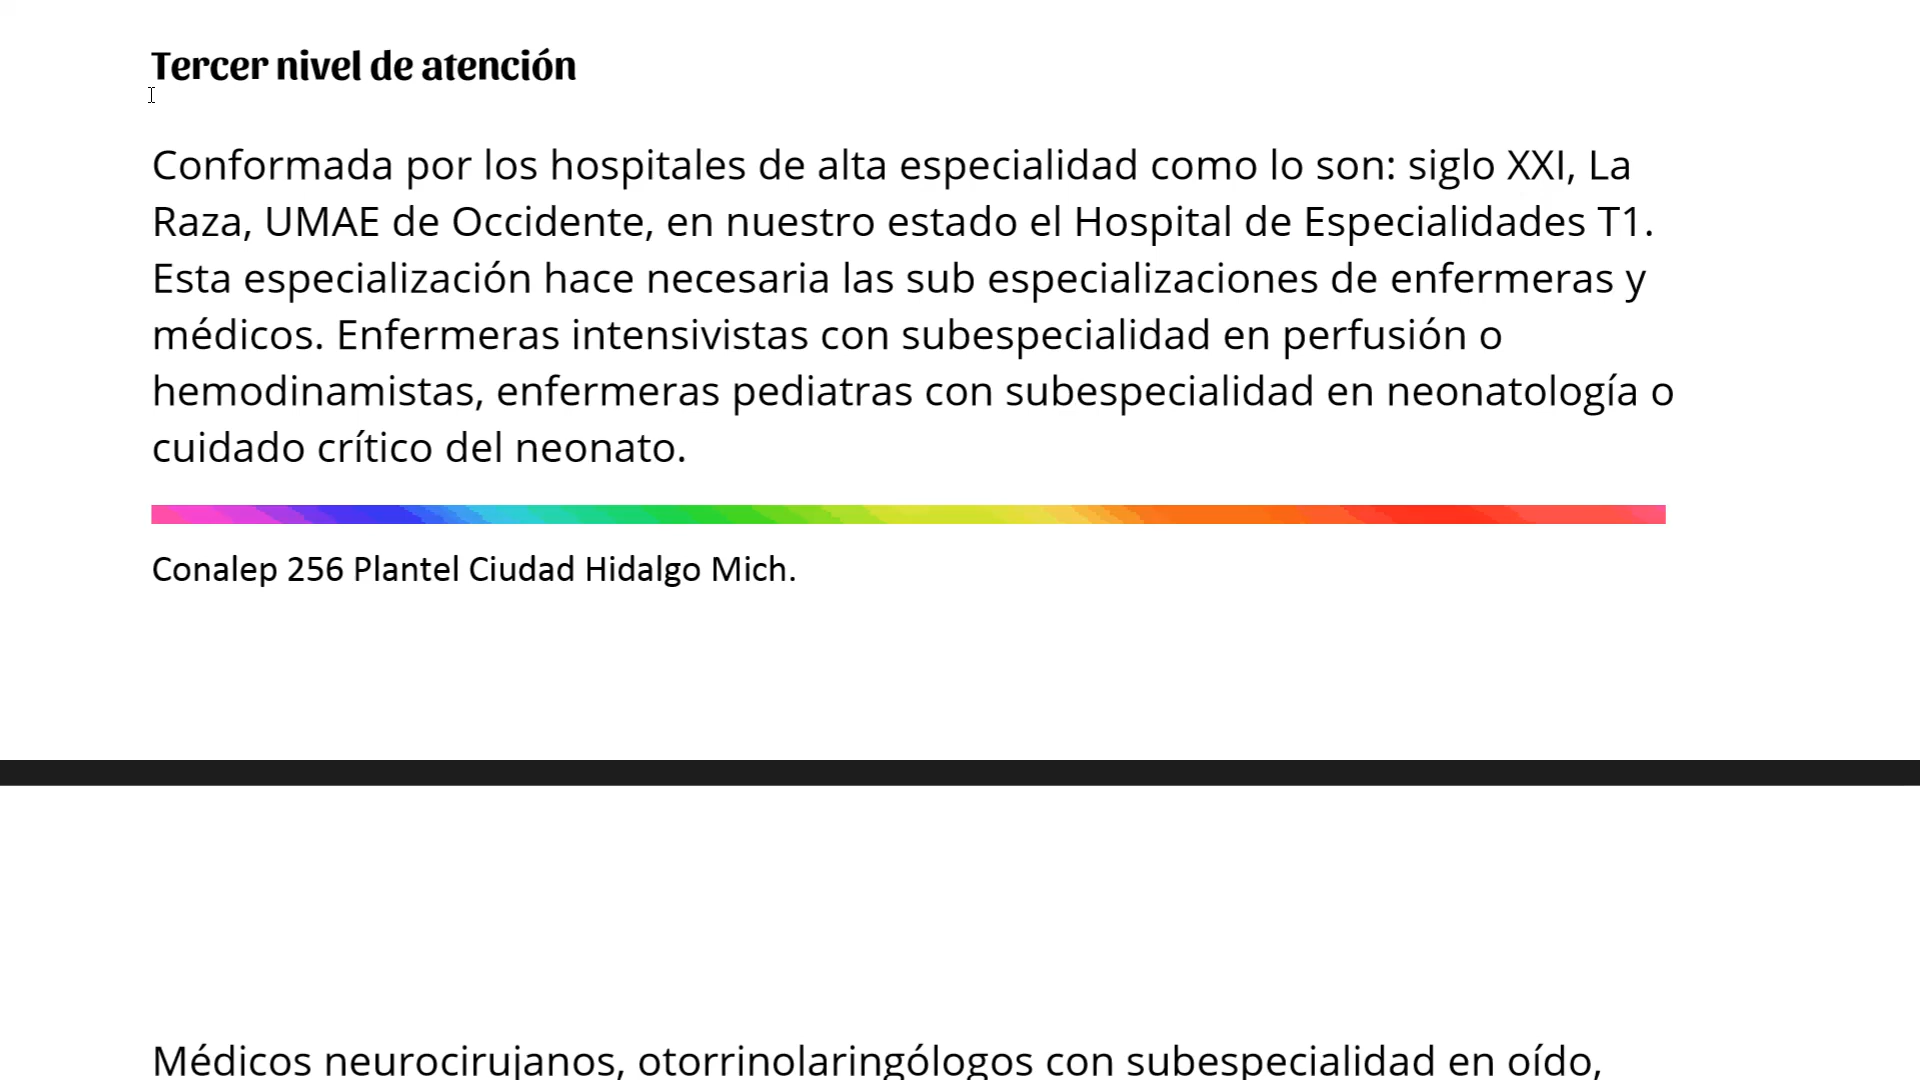 Tercer nivel de atención
Conformada por los hospitales de alta especialidad como lo son: siglo XXI, La
Raza, UMAE de Occidente, en nuestro estado el Hospital de Especialidades T1.
Esta especialización hace necesaria las sub especializaciones de enfermeras y
médicos. Enfermeras intensivistas con subespecialidad en perfusión o
hemodinamistas, enfermeras pediatras con subespecialidad en neonatología o
cuidado crítico del neonato.
Conalep 256 Plantel Ciudad Hidalgo Mich.
Médicos neurocirujanos, otorrinolaringólogos con subespecialidad en oído,